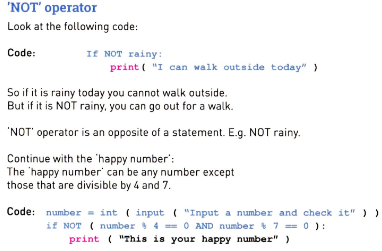 'NOT' operator
Look at the following code:
Code: If NOT rainy:
print( "I can walk outside today" )
So if it is rainy today you cannot walk outside.
But if it is NOT rainy, you can go out for a walk.
'NOT' operator is an opposite of a statement. E.g. NOT rainy.
Continue with the 'happy number':
The 'happy number' can be any number except
those that are divisible by 4 and 7.
Code: number = int ( input ( "Input a number and check it" ) )
if NOT ( number % 4 == 0 AND number % 7 == 0 ):
print ( "This is your happy number" )